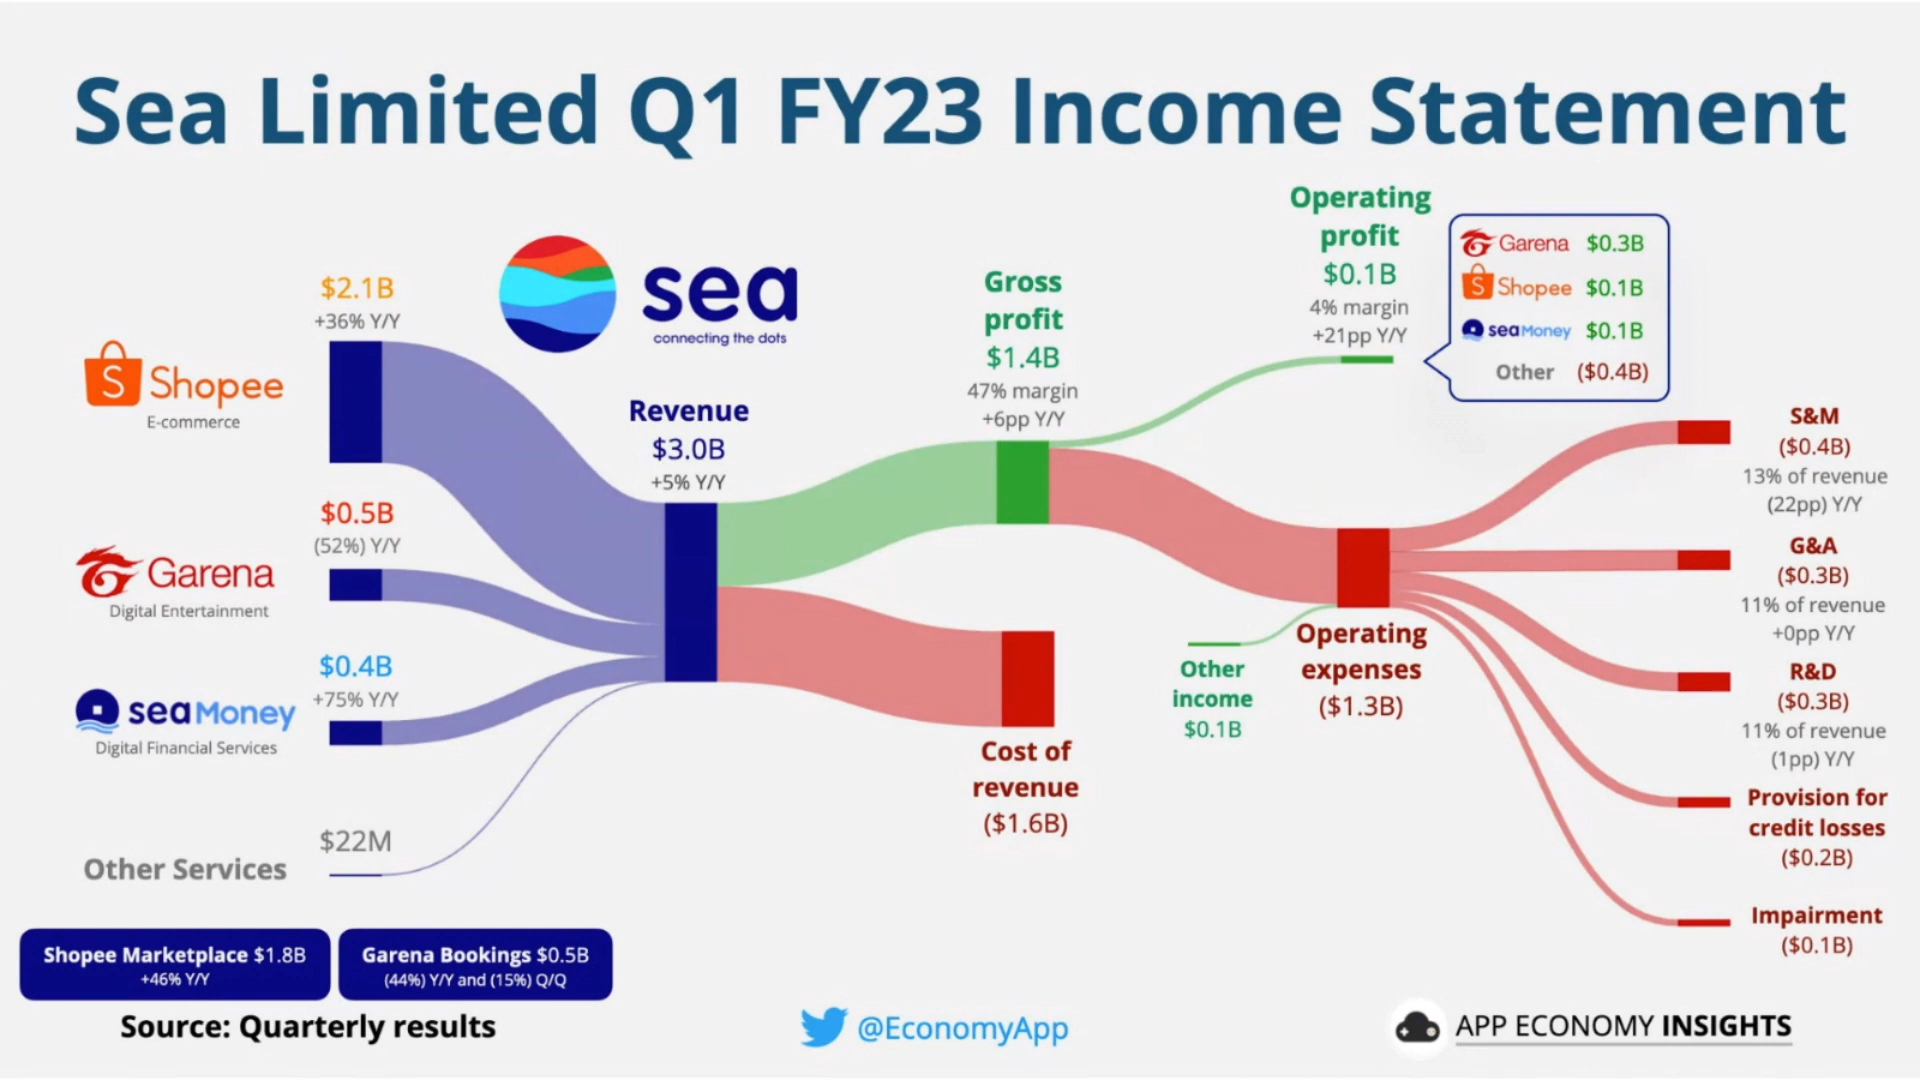 Sea Limited Q1 FY23 Income Statement
$2.1B
+36% Y/Y
Shopee
E-commerce
$0.5B
(52%) Y/Y
Garena
Digital Entertainment
$0.4B
+75% Y/Y
sea Money
Digital Financial Services
$22M
Other Services
sea
connecting the dots
Revenue
$3.0B
+5% Y/Y
Gross
profit
$1.4B
47% margin
+6pp Y/Y
Cost of
revenue
($1.6B)
Operating
profit
$0.1B
4% margin
+21pp Y/Y
Garena $0.3B
Shopee $0.1B
sea Money $0.1B
Other ($0.4B)
Other
income
$0.1B
Operating
expenses
($1.3B)
S&M
($0.4B)
13% of revenue
(22pp) Y/Y
G&A
($0.3B)
11% of revenue
+0pp Y/Y
R&D
($0.3B)
11% of revenue
(1pp) Y/Y
Provision for
credit losses
($0.2B)
Impairment
($0.1B)
Shopee Marketplace $1.8B
+46% Y/Y
Garena Bookings $0.5B
(44%) Y/Y and (15%) Q/Q
Source: Quarterly results
@EconomyApp
APP ECONOMY INSIGHTS